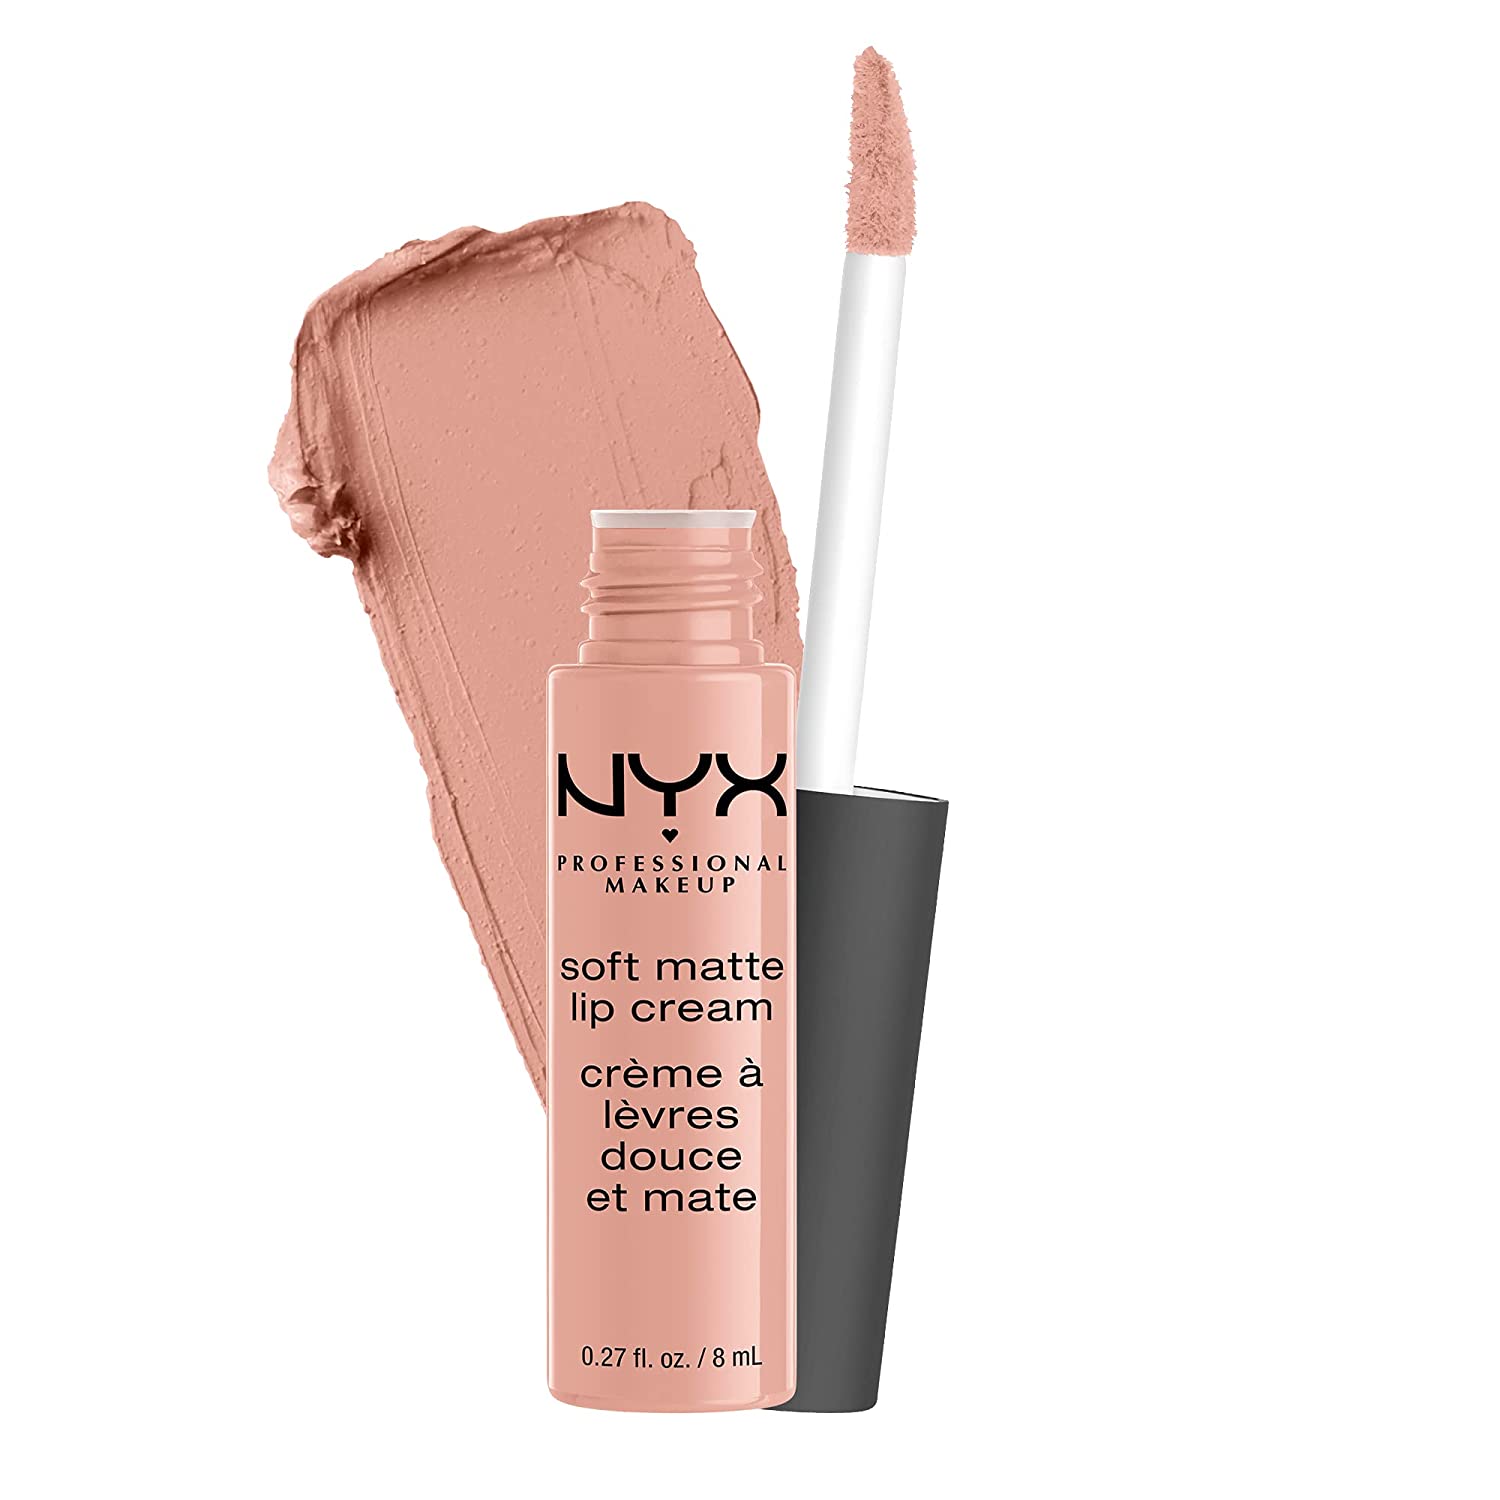 NYX
PROFESSIONAL
MAKEUP
soft matte
lip cream
crème à
lèvres
douce
et mate
0.27 fl. oz. / 8 mL